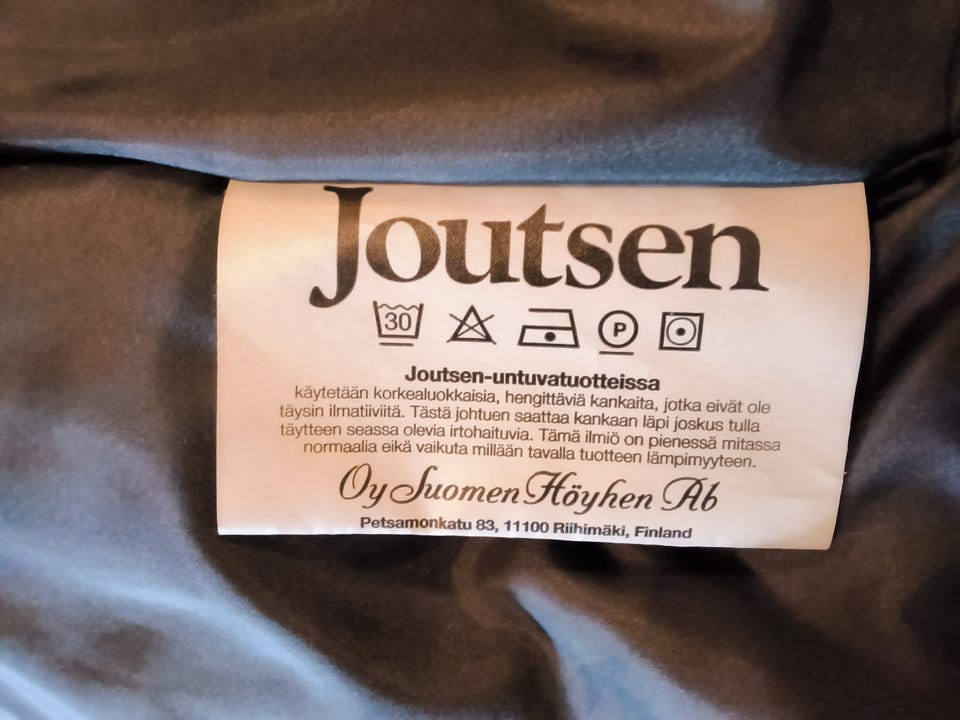 Joutsen
30 P
Joutsen-untuvatuotteissa
käytetään korkealuokkaisia, hengittäviä kankaita, jotka eivät ole
täysin ilmatiiviitä. Tästä johtuen saattaa kankaan läpi joskus tulla
täytteen seassa olevia irtohaituvia. Tämä ilmiö on pienessä mitassa
normaalia eikä vaikuta millään tavalla tuotteen lämpimyyteen.
Oy Suomen Höyhen Ab
Petsamonkatu 83, 11100 Riihimäki, Finland